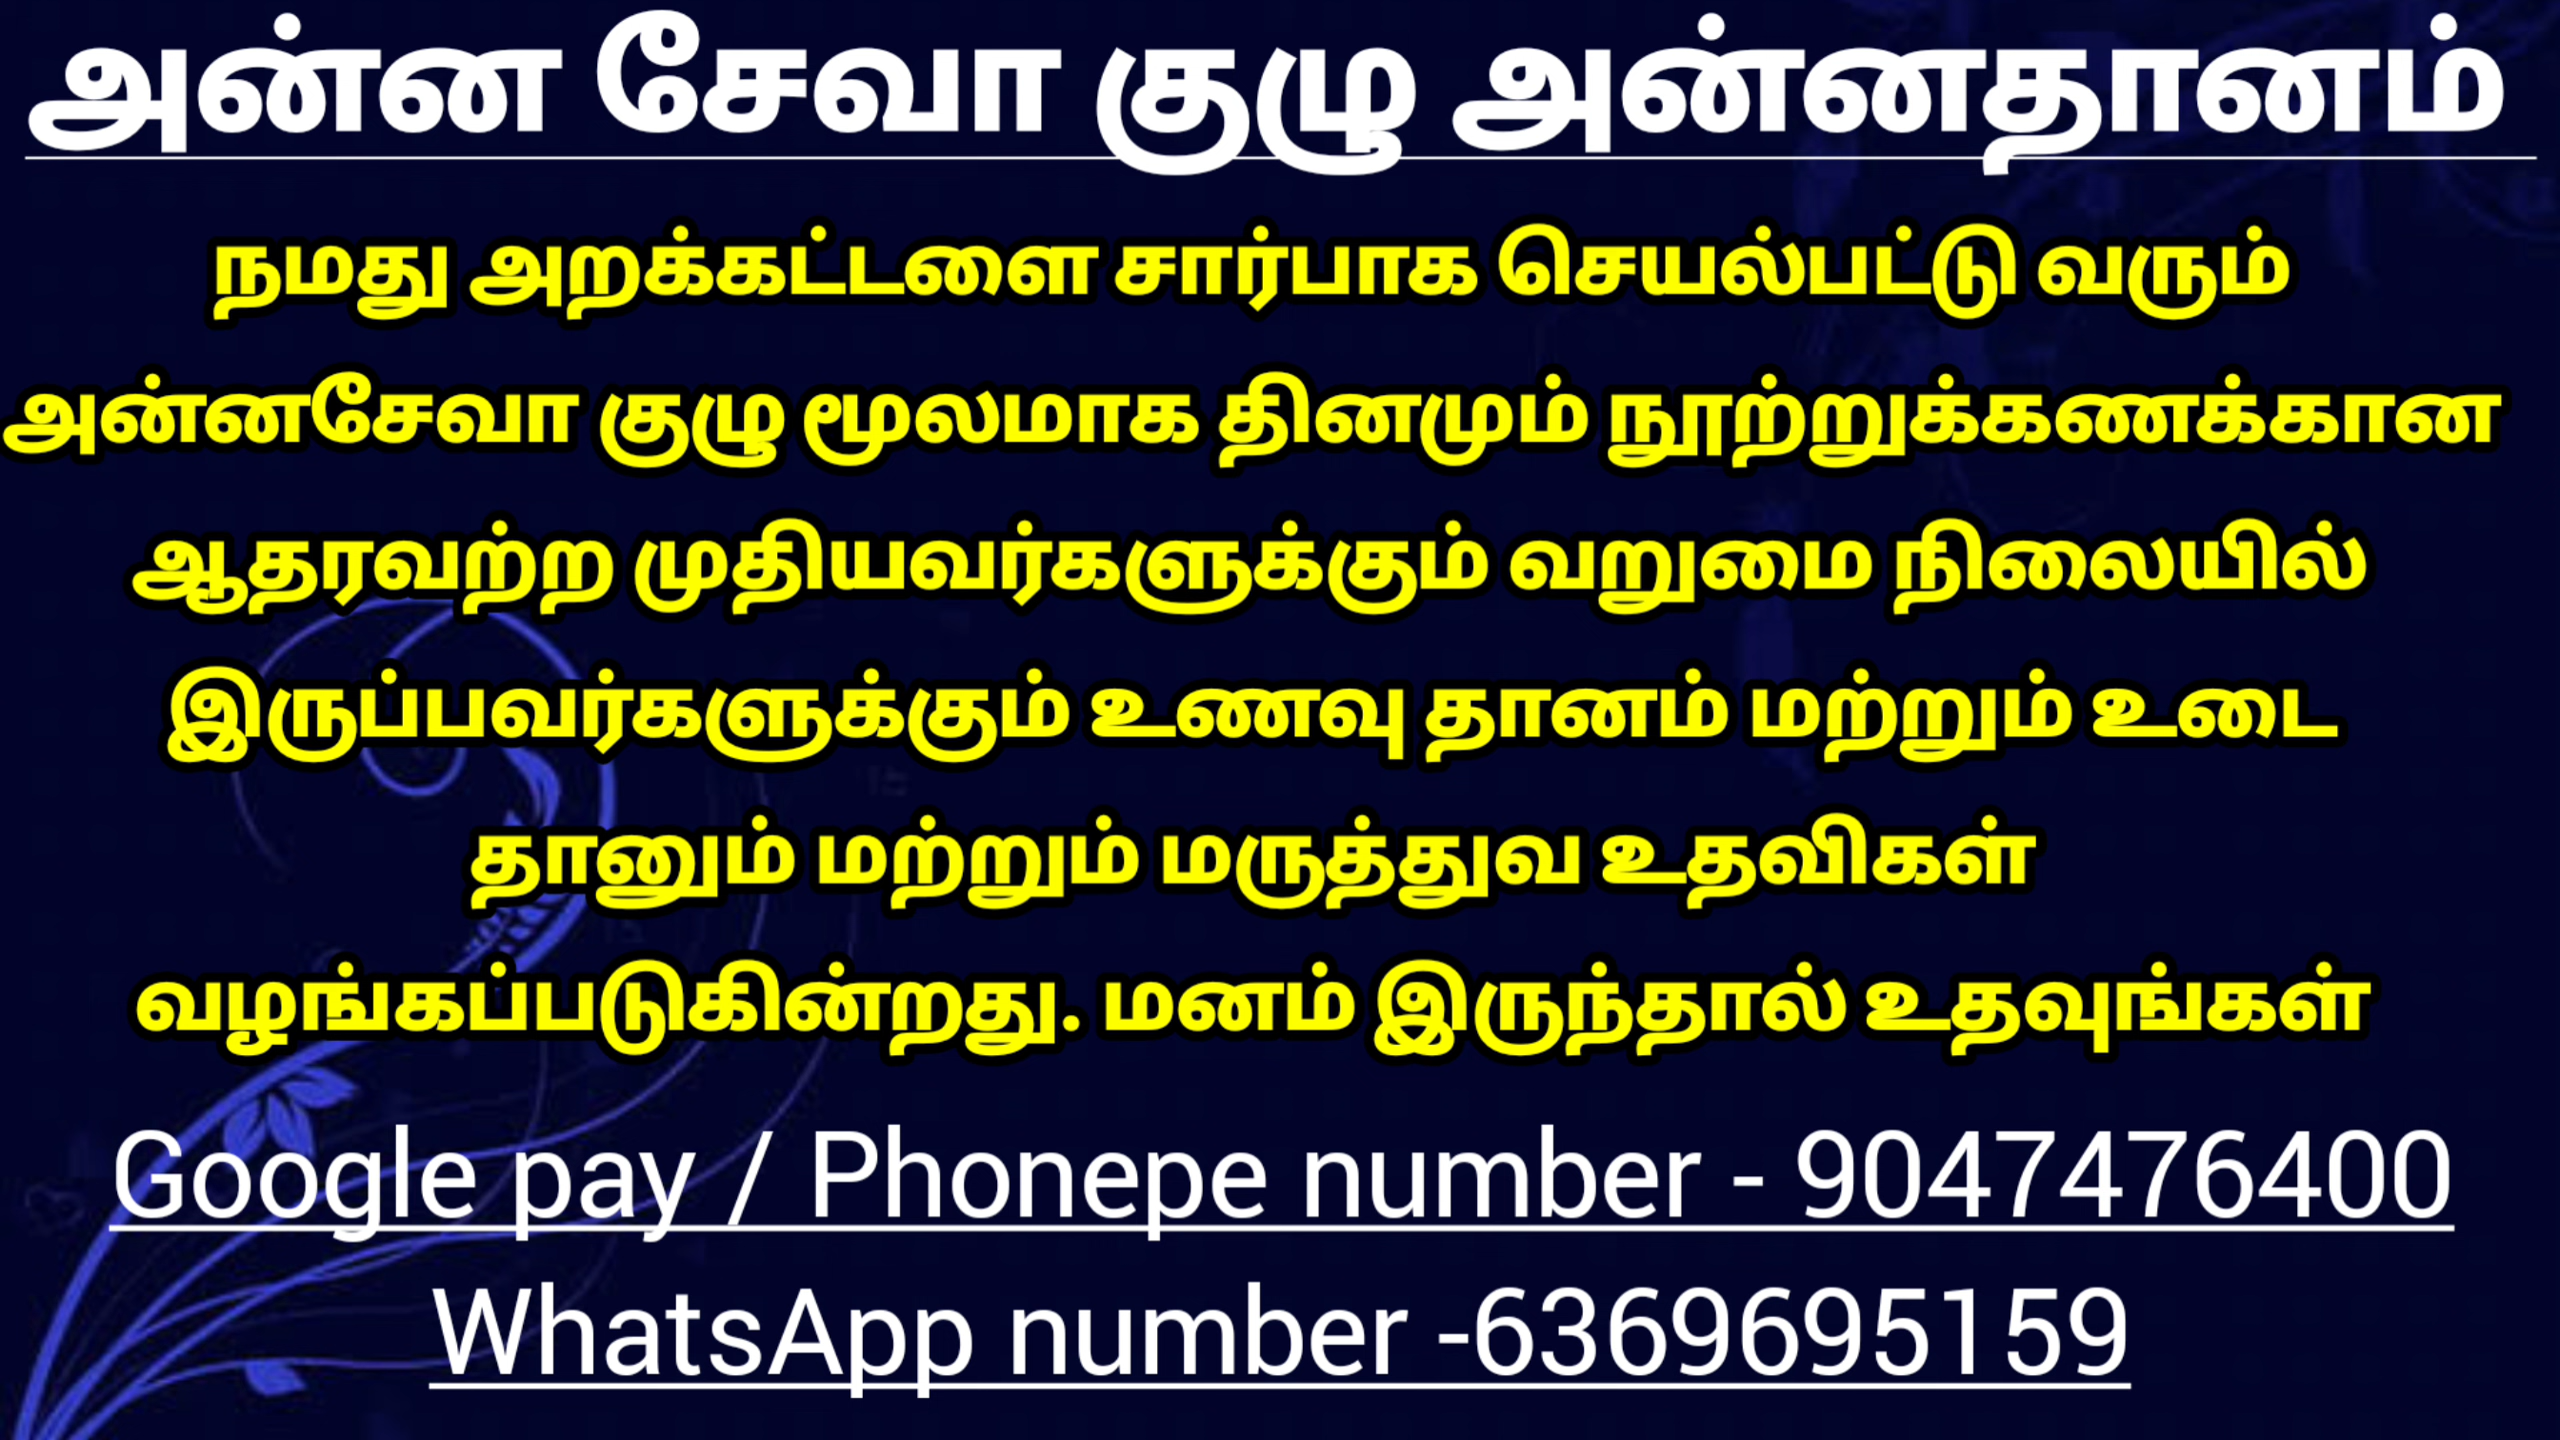 அன்ன சேவா குழு அன்னதானம்
நமது அறக்கட்டளை சார்பாக செயல்பட்டு வரும்
அன்னசேவா குழு மூலமாக தினமும் நூற்றுக்கணக்கான
ஆதரவற்ற முதியவர்களுக்கும் வறுமை நிலையில்
இருப்பவர்களுக்கும் உணவு தானம் மற்றும் உடை
தானும் மற்றும் மருத்துவ உதவிகள்
வழங்கப்படுகின்றது. மனம் இருந்தால் உதவுங்கள்
Google pay / Phonepe number - 9047476400
WhatsApp number -6369695159